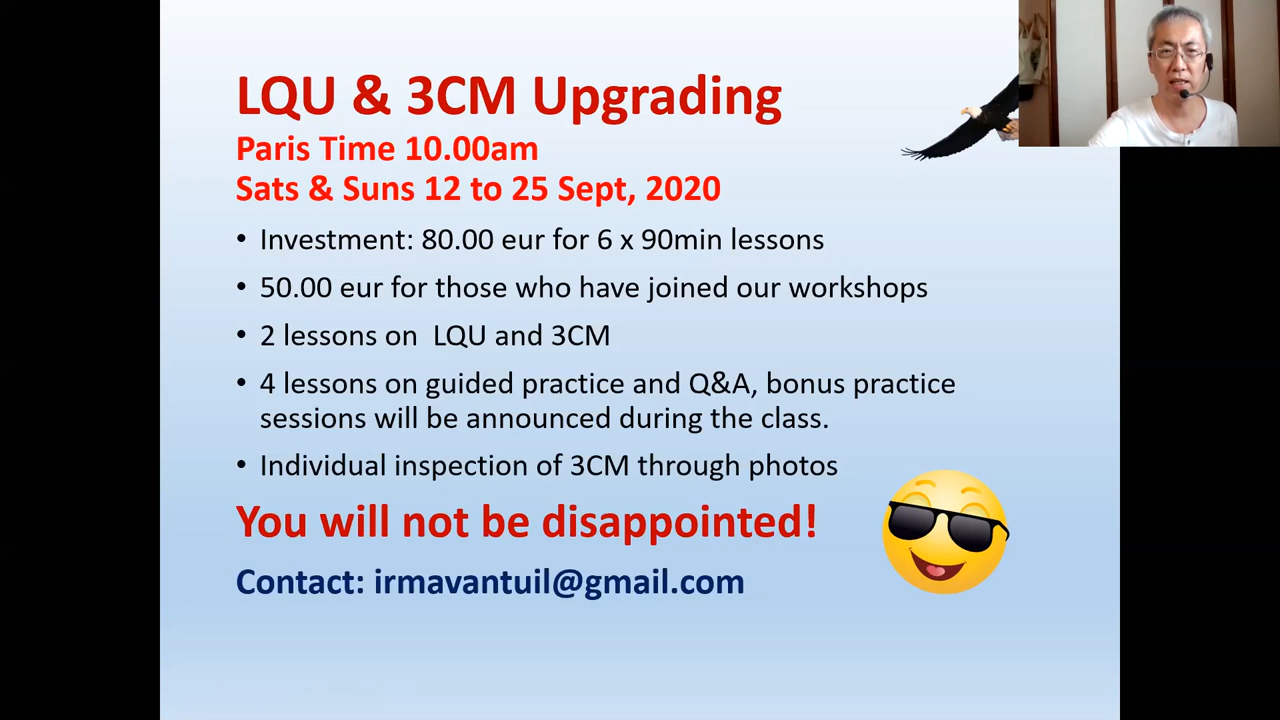 LQU & 3CM Upgrading
Paris Time 10.00am
Sats & Suns 12 to 25 Sept, 2020
• Investment: 80.00 eur for 6 x 90min lessons
• 50.00 eur for those who have joined our workshops
• 2 lessons on  LQU and 3CM
• 4 lessons on guided practice and Q&A, bonus practice
sessions will be announced during the class.
• Individual inspection of 3CM through photos
You will not be disappointed!
Contact: irmavantuil@gmail.com